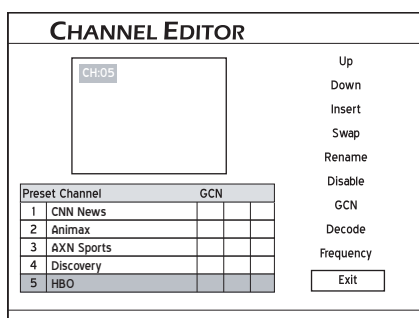 CHANNEL EDITOR
CH:05
Preset Channel GCN
1 CNN News
2 Animax
3 AXN Sports
4 Discovery
5 HBO
Up
Down
Insert
Swap
Rename
Disable
GCN
Decode
Frequency
Exit